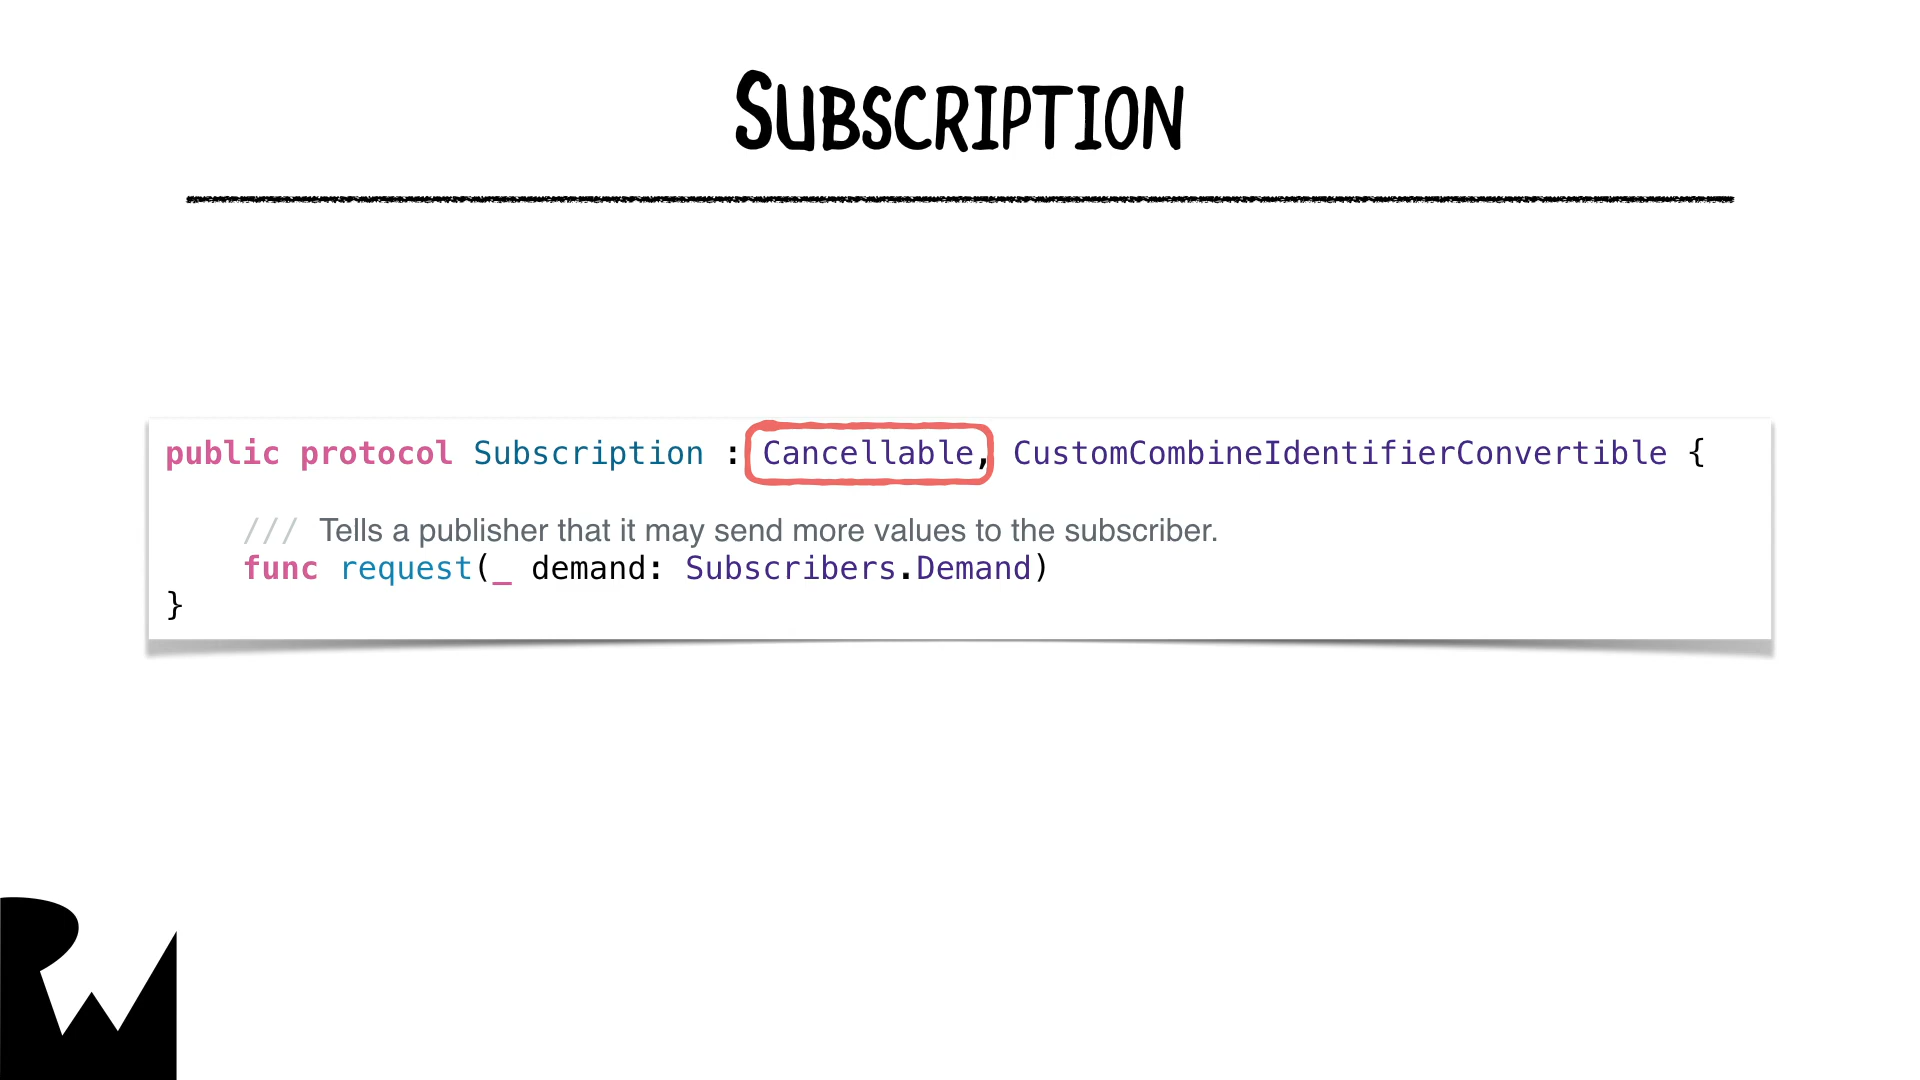 SUBSCRIPTION
public protocol Subscription : Cancellable, CustomCombineIdentifierConvertible {
/// Tells a publisher that it may send more values to the subscriber.
func request(_ demand: Subscribers.Demand)
}
RW